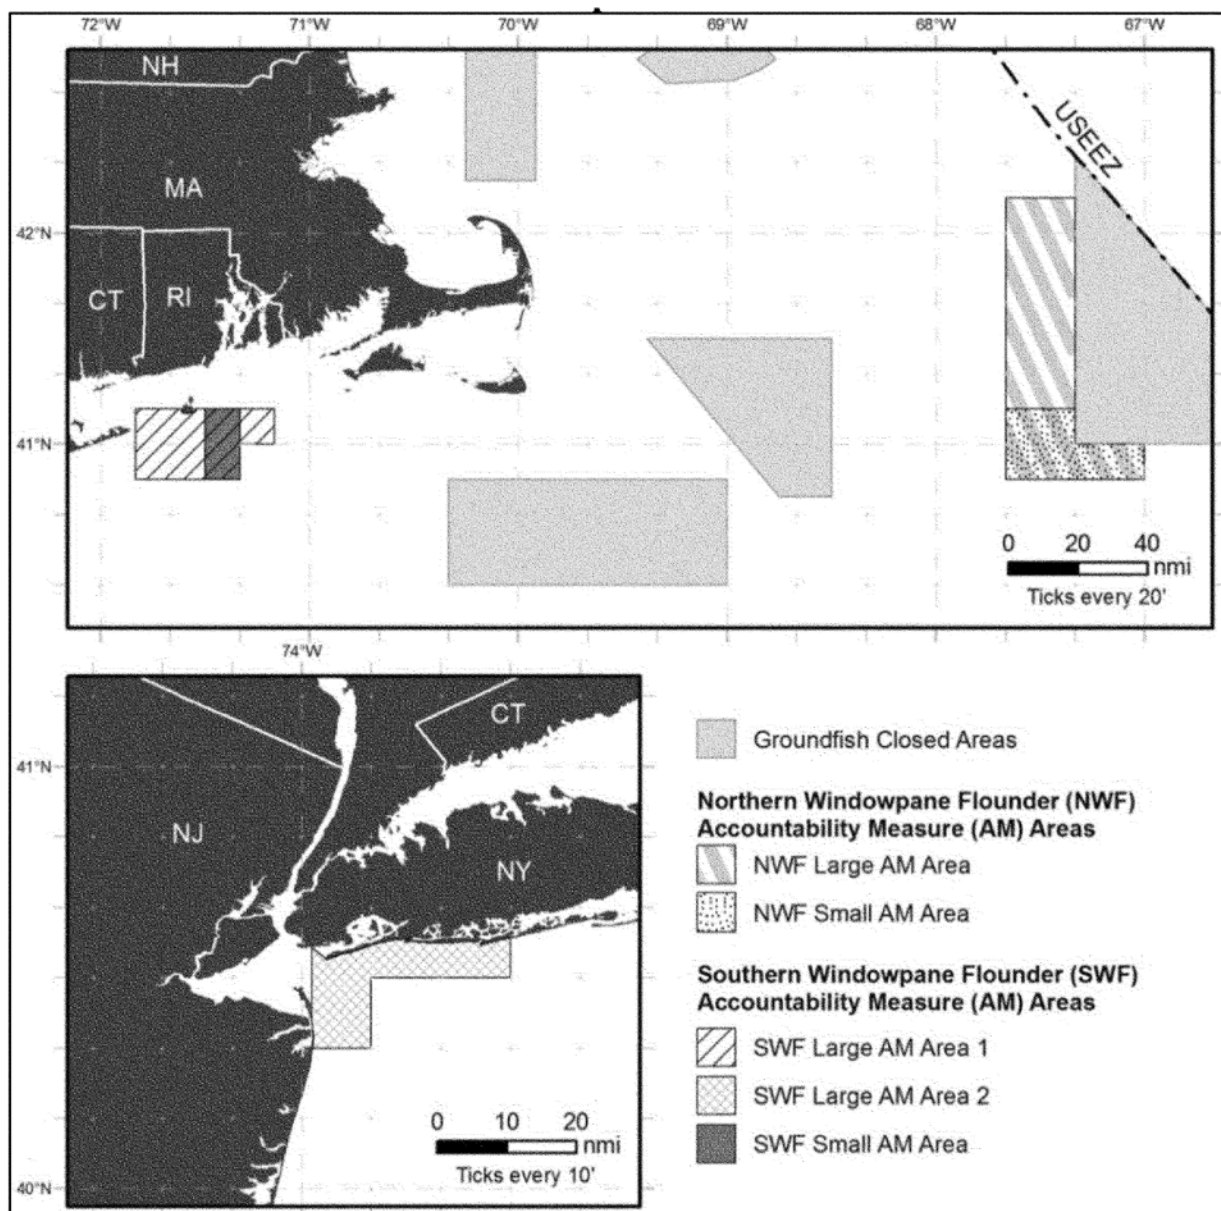 72°W 71°W 70°W 69°W 68°W 67°W
NH
USEEZ
MA
42°N
CT RI
41°N
0 20 40
nmi
Ticks every 20'
74°W
CT
41°N
NJ
NY
0 10 20
nmi
Ticks every 10'
40°N
Groundfish Closed Areas
Northern Windowpane Flounder (NWF)
Accountability Measure (AM) Areas
NWF Large AM Area
NWF Small AM Area
Southern Windowpane Flounder (SWF)
Accountability Measure (AM) Areas
SWF Large AM Area 1
SWF Large AM Area 2
SWF Small AM Area